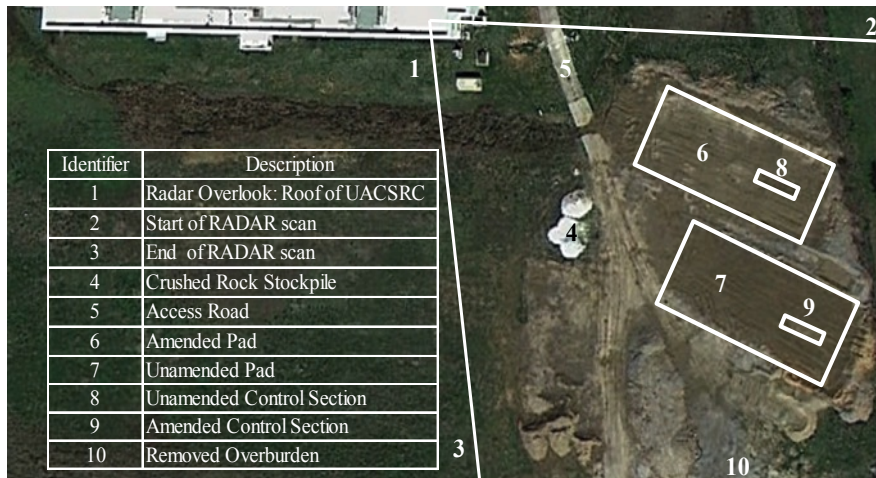 1
2
5
6
8
4
7
9
3
10
Identifier Description
1 Radar Overlook: Roof of UACSRC
2 Start of RADAR scan
3 End of RADAR scan
4 Crushed Rock Stockpile
5 Access Road
6 Amended Pad
7 Unamended Pad
8 Unamended Control Section
9 Amended Control Section
10 Removed Overburden